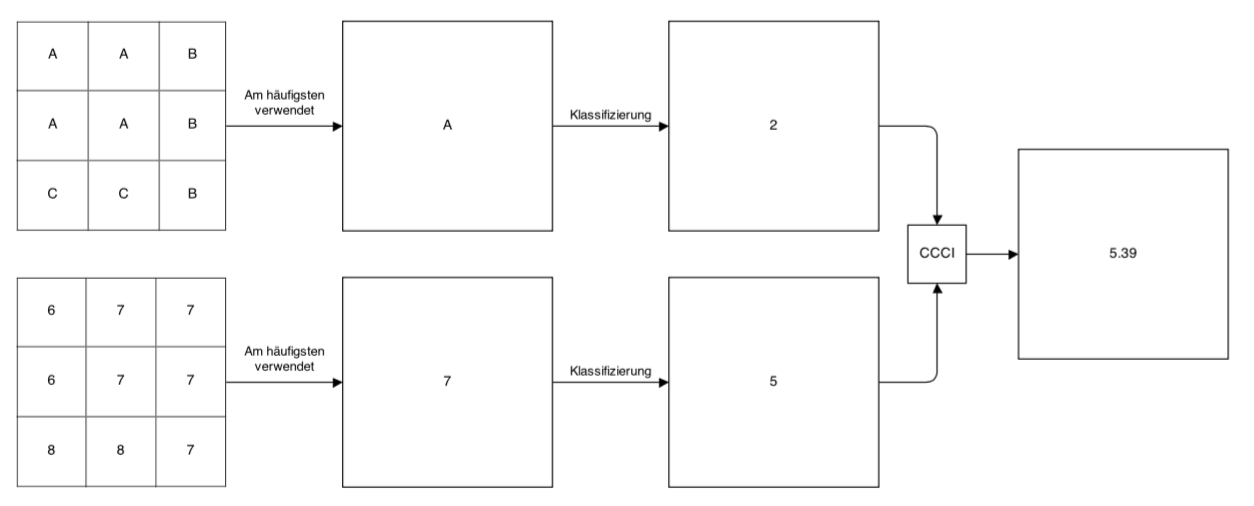 A A B
A A B
C C B
Am häufigsten
verwendet
A
Klassifizierung
2
6 7 7
6 7 7
8 8 7
Am häufigsten
verwendet
7
Klassifizierung
5
CCCI
5.39